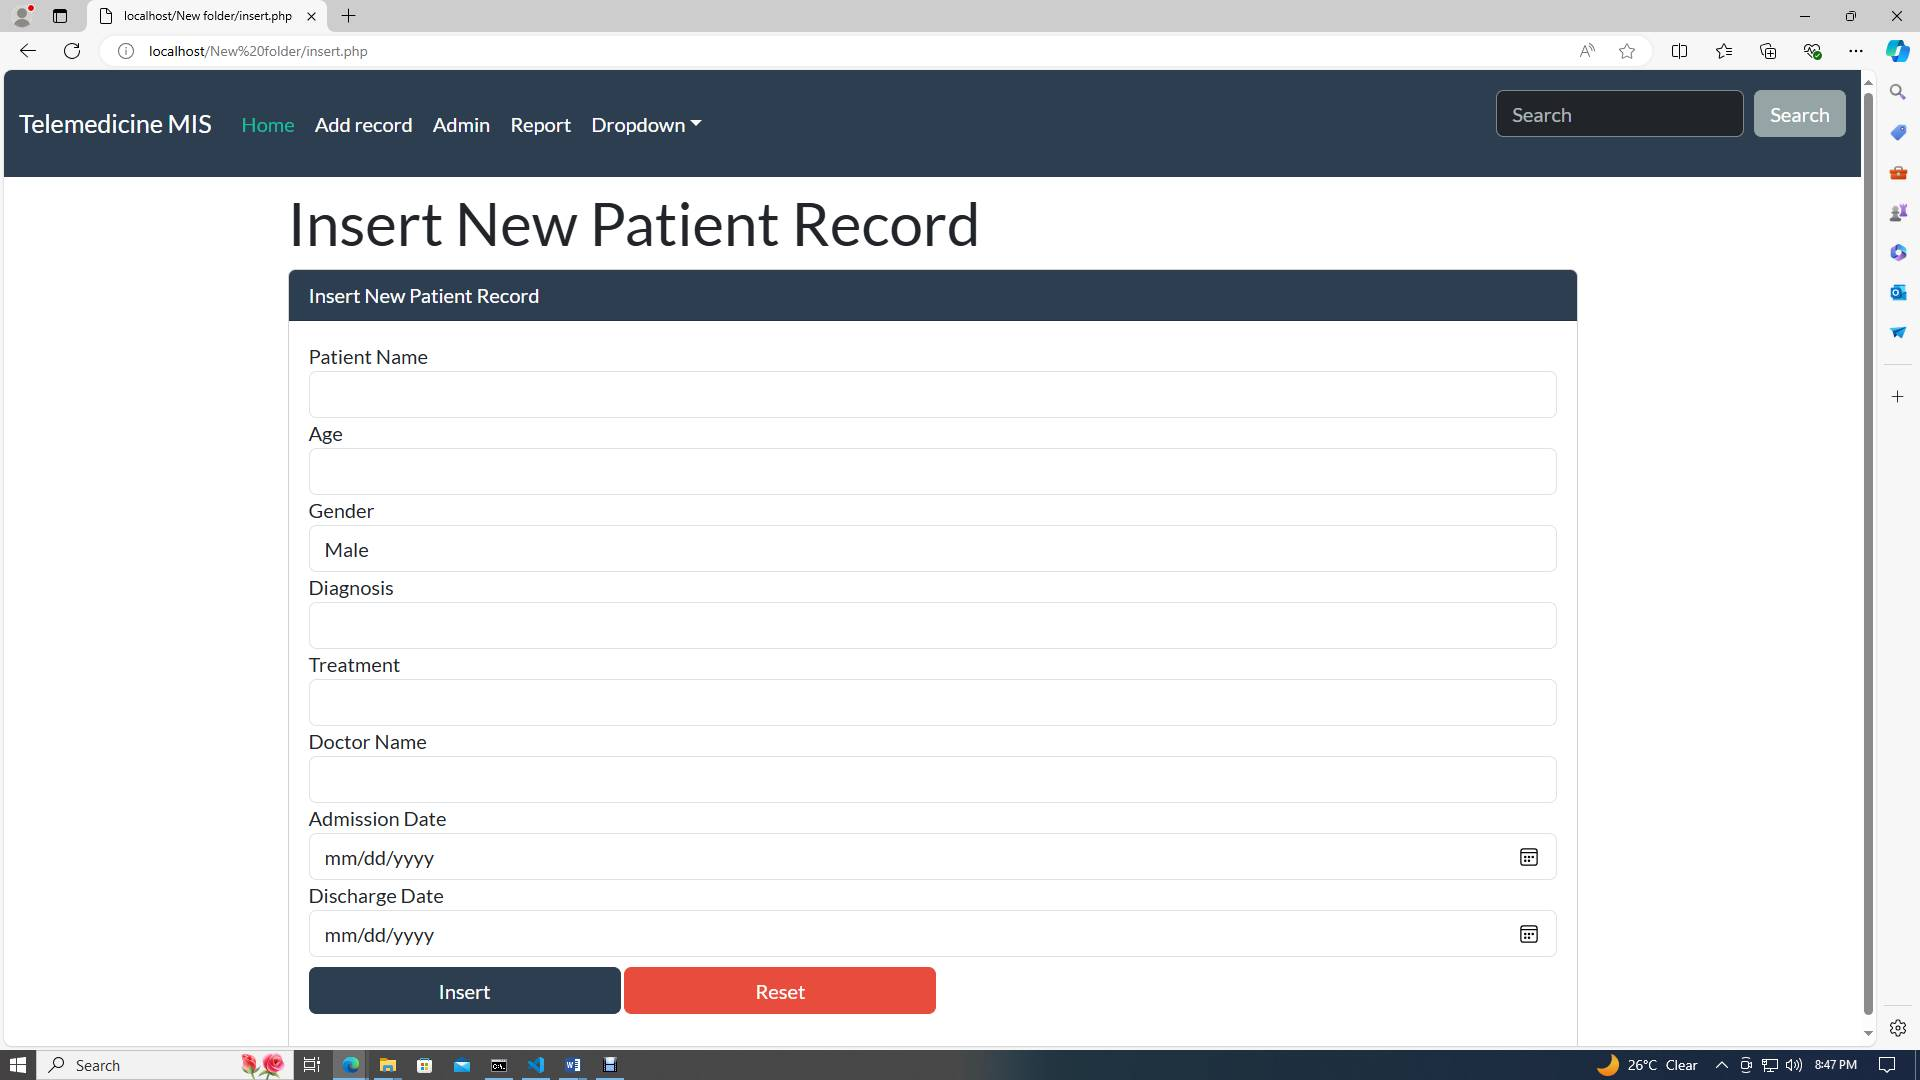 localhost/New folder/insert.php
localhost/New%20folder/insert.php
Telemedicine MIS Home Add record Admin Report Dropdown Search Search
Insert New Patient Record
Insert New Patient Record
Patient Name
Age
Gender
Male
Diagnosis
Treatment
Doctor Name
Admission Date
mm/dd/yyyy
Discharge Date
mm/dd/yyyy
Insert Reset
Search 26°C Clear 8:47 PM